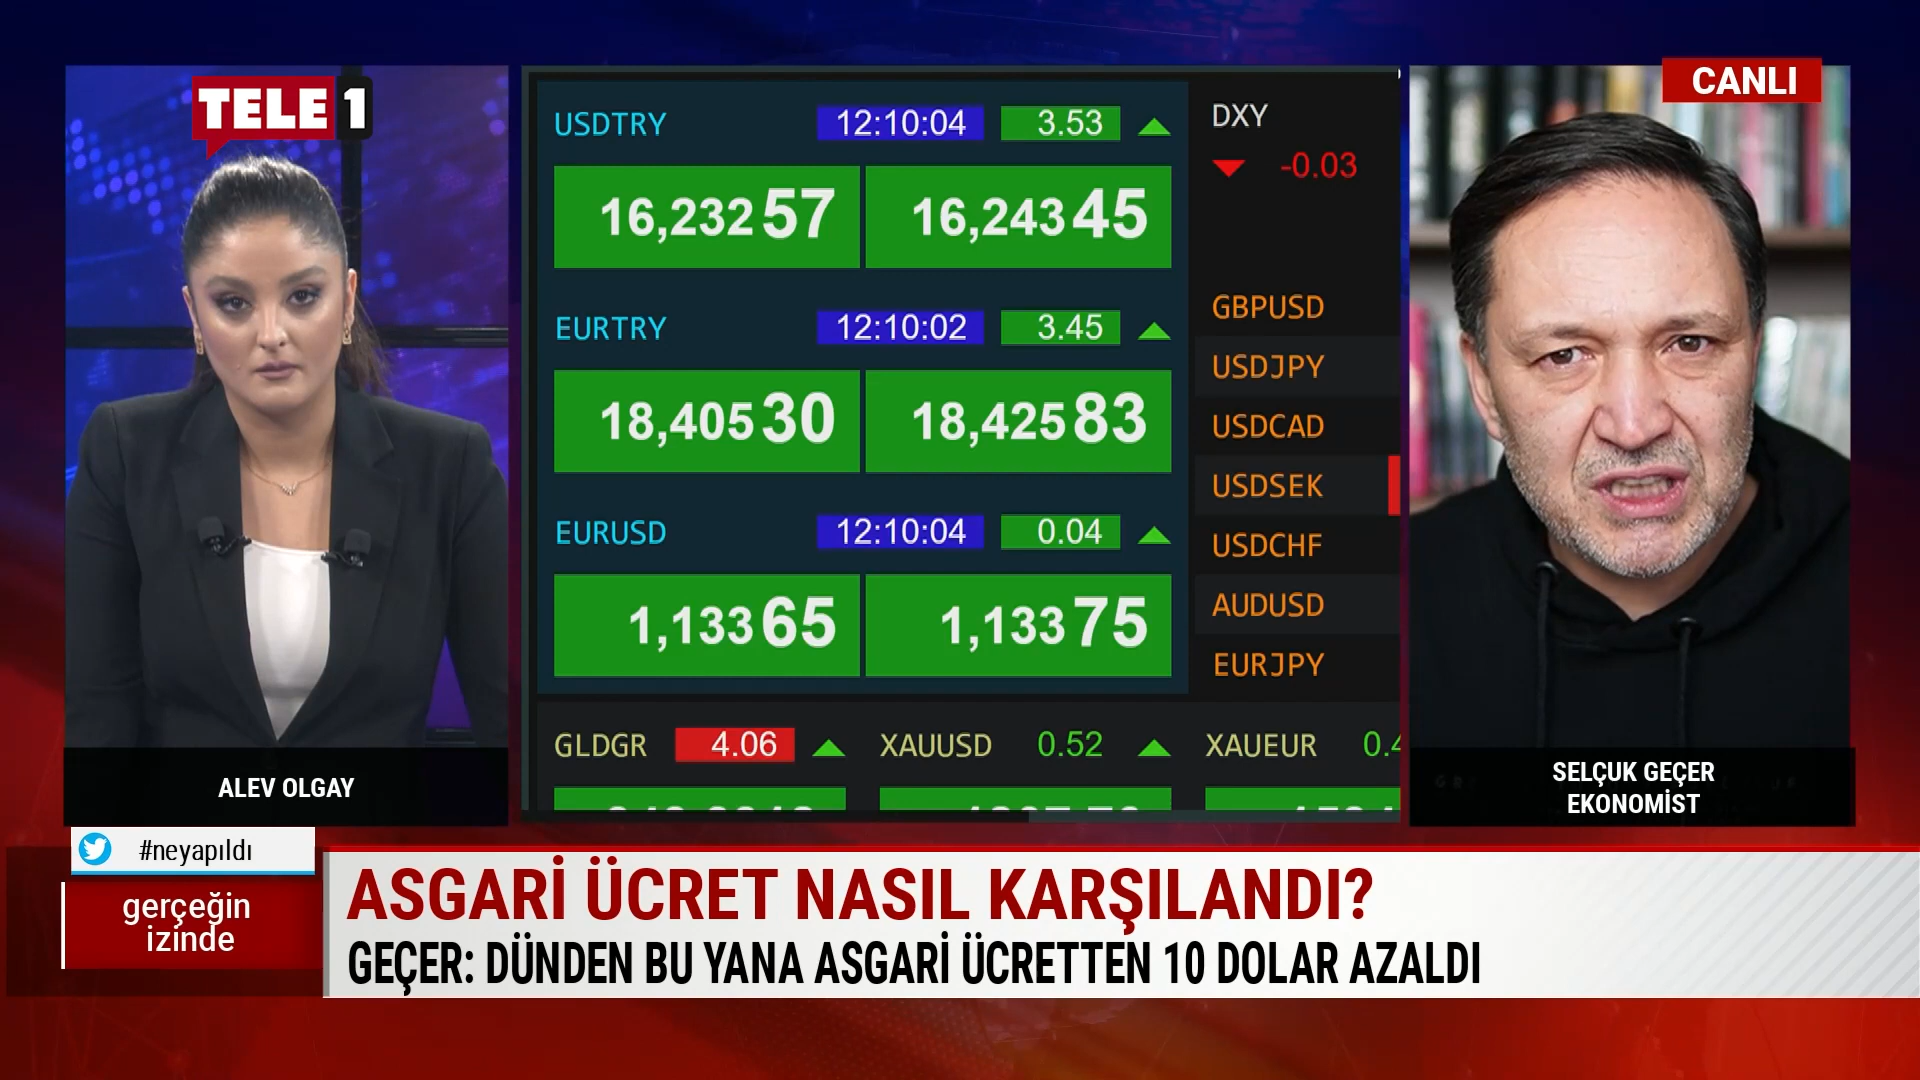 TELE 1
CANLI
USDTRY 12:10:04 3.53
16,232 57 16,243 45
EURTRY 12:10:02 3.45
18,405 30 18,425 83
EURUSD 12:10:04 0.04
1,133 65 1,133 75
DXY
-0.03
GBPUSD
USDJPY
USDCAD
USDSEK
USDCHF
AUDUSD
EURJPY
GLDGR 4.06 XAUUSD 0.52 XAUEUR
ALEV OLGAY
SELÇUK GEÇER
EKONOMİST
#neyapıldı
gerçeğin
izinde
ASGARİ ÜCRET NASIL KARŞILANDI?
GEÇER: DÜNDEN BU YANA ASGARİ ÜCRETTEN 10 DOLAR AZALDI